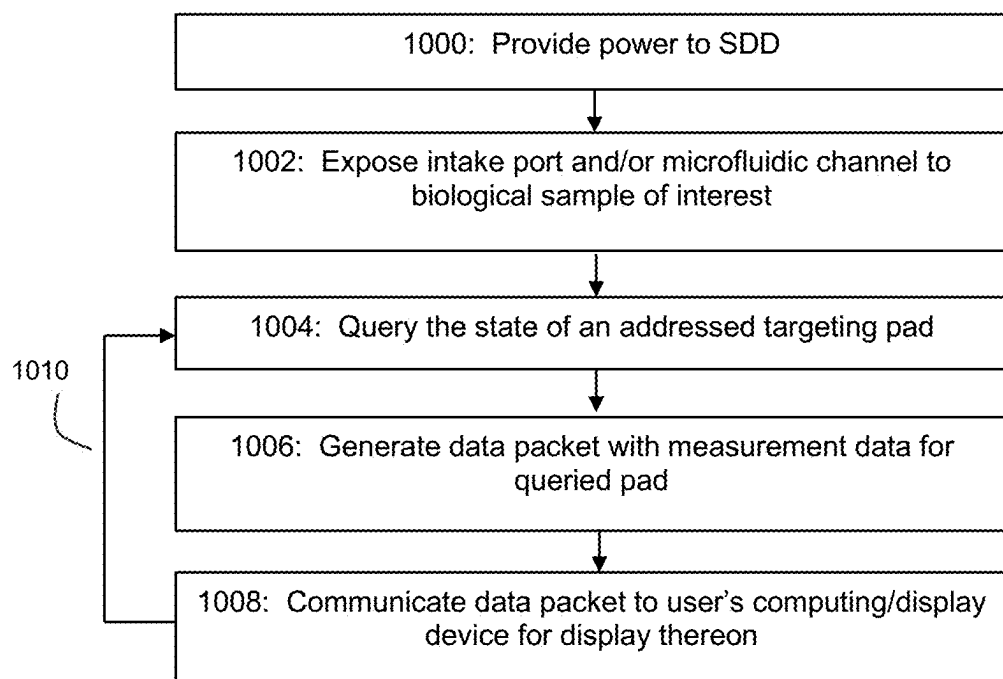 1000: Provide power to SDD
1002: Expose intake port and/or microfluidic channel to
biological sample of interest
1004: Query the state of an addressed targeting pad
1010
1006: Generate data packet with measurement data for
queried pad
1008: Communicate data packet to user's computing/display
device for display thereon